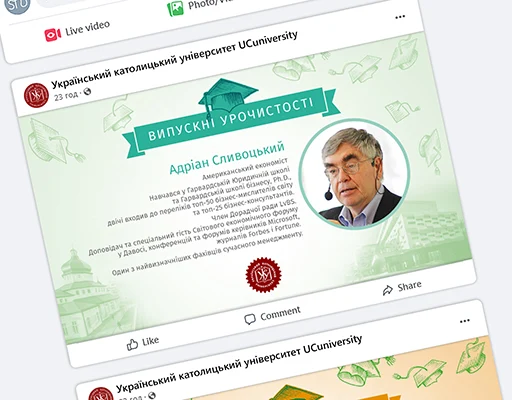 STU
Live video
Photo/vi
Український католицький університет UCuniversity
23 год ·
ВИПУСКНІ УРОЧИСТОСТІ
Адріан Сливоцький
Американський економіст
Навчався у Гарвардській Юридичній школі
та Гарвардській школі бізнесу, Ph.D.,
двічі входив до переліків топ-50 бізнес-мислителів світу
та топ-25 бізнес-консультантів.
Член Дорадчої ради LvBS.
Доповідач та спеціальний гість Світового економічного форуму
у Давосі, конференцій та форумів керівників Microsoft,
журналів Forbes і Fortune.
Один з найвизначніших фахівців сучасного менеджменту.
Like
Comment
Share
Український католицький університет UCuniversity
23 год ·